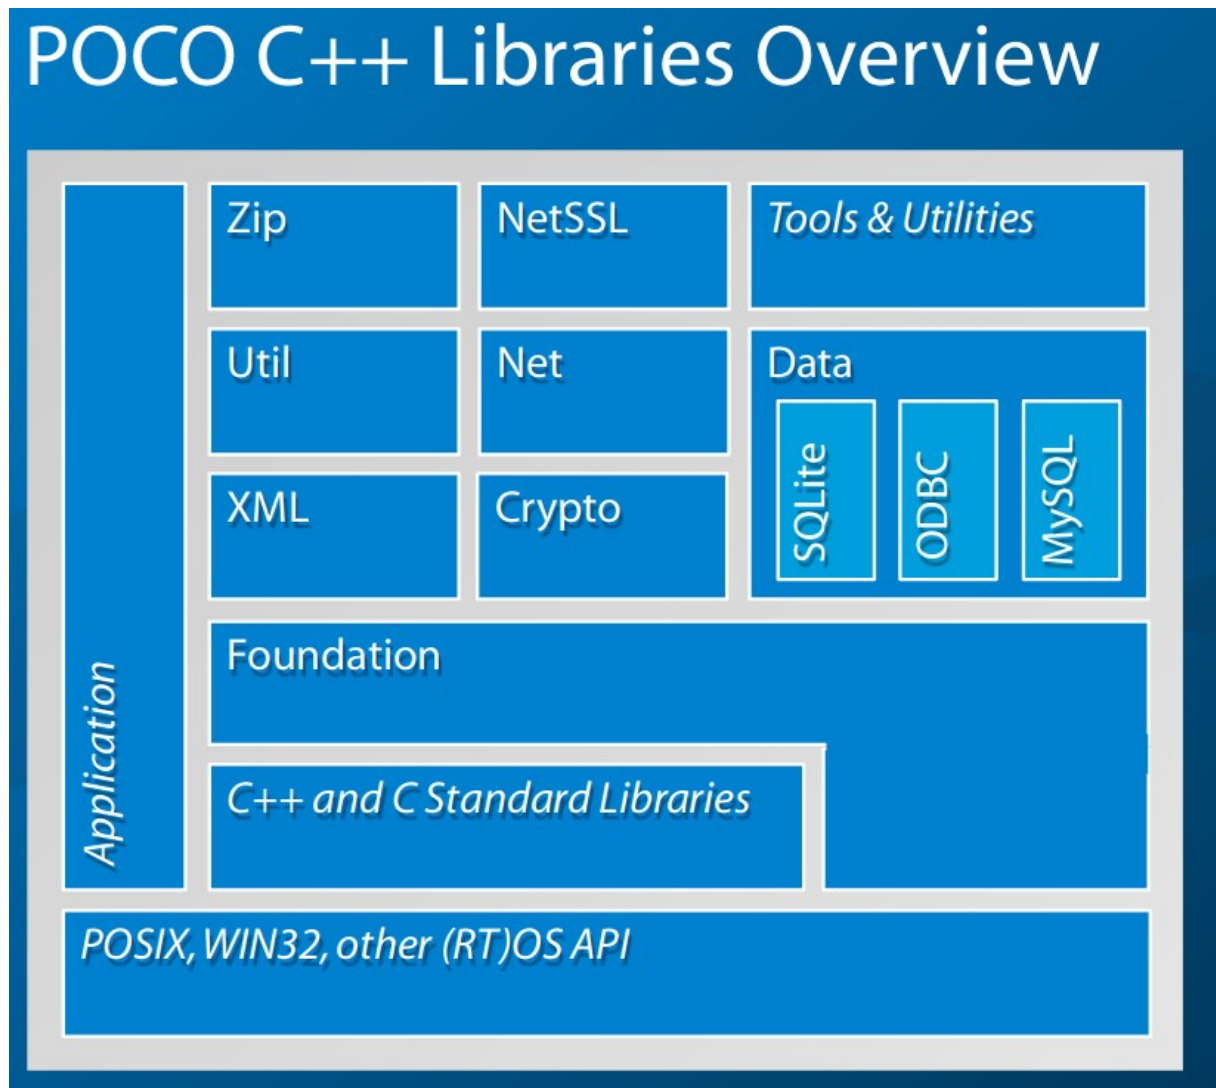 POCO C++ Libraries Overview
Application
Zip
NetSSL
Tools & Utilities
Util
Net
Data
SQLite
ODBC
MySQL
XML
Crypto
Foundation
C++ and C Standard Libraries
POSIX, WIN32, other (RT)OS API